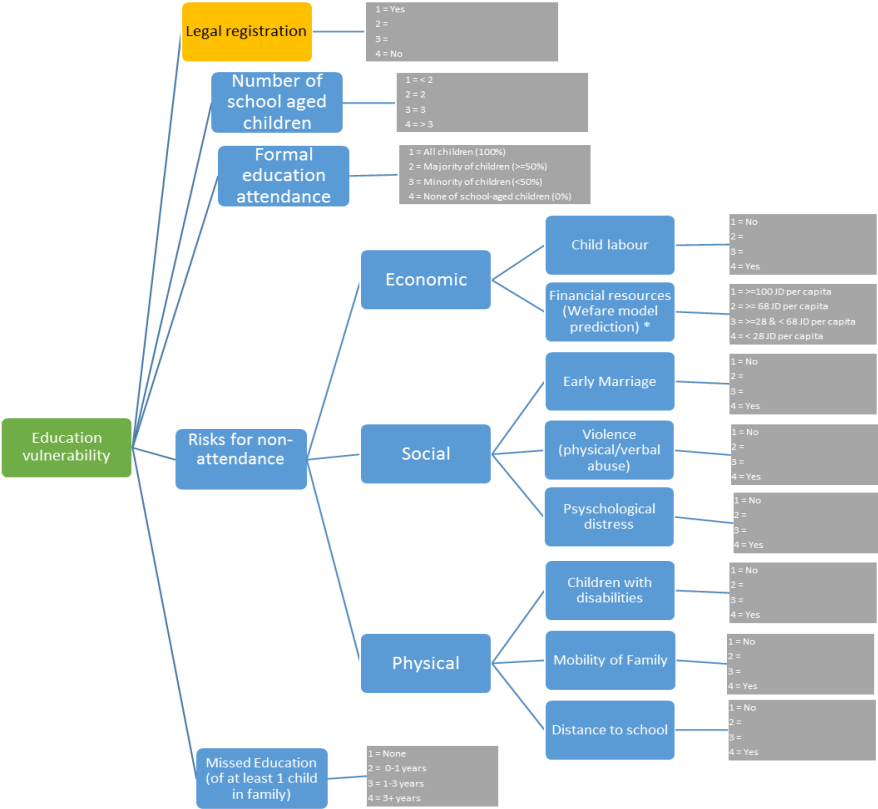 Legal registration
1 = Yes
2 =
3 =
4 = No
Number of
school aged
children
1 = < 2
2 = 2
3 = 3
4 = > 3
Formal
education
attendance
1 = All children (100%)
2 = Majority of children (>=50%)
3 = Minority of children (<50%)
4 = None of school-aged children (0%)
Education
vulnerability
Risks for non-
attendance
Economic
Child labour
1 = No
2 =
3 =
4 = Yes
Financial resources
(Wefare model
prediction) *
1 = >=100 JD per capita
2 = >= 68 JD per capita
3 = >=28 & < 68 JD per capita
4 = < 28 JD per capita
Social
Early Marriage
1 = No
2 =
3 =
4 = Yes
Violence
(physical/verbal
abuse)
1 = No
2 =
3 =
4 = Yes
Psyschological
distress
1 = No
2 =
3 =
4 = Yes
Physical
Children with
disabilities
1 = No
2 =
3 =
4 = Yes
Mobility of Family
1 = No
2 =
3 =
4 = Yes
Distance to school
1 = No
2 =
3 =
4 = Yes
Missed Education
(of at least 1 child
in family)
1 = None
2 = 0-1 years
3 = 1-3 years
4 = 3+ years